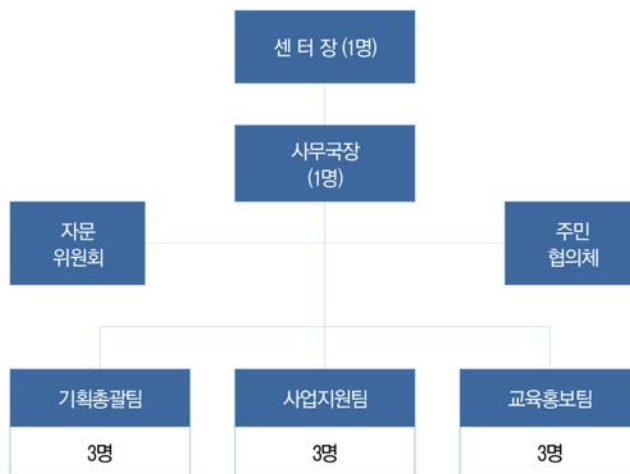 센 터 장 (1명)
사무국장
(1명)
자문
위원회
주민
협의체
기획총괄팀
사업지원팀
교육홍보팀
3명
3명
3명